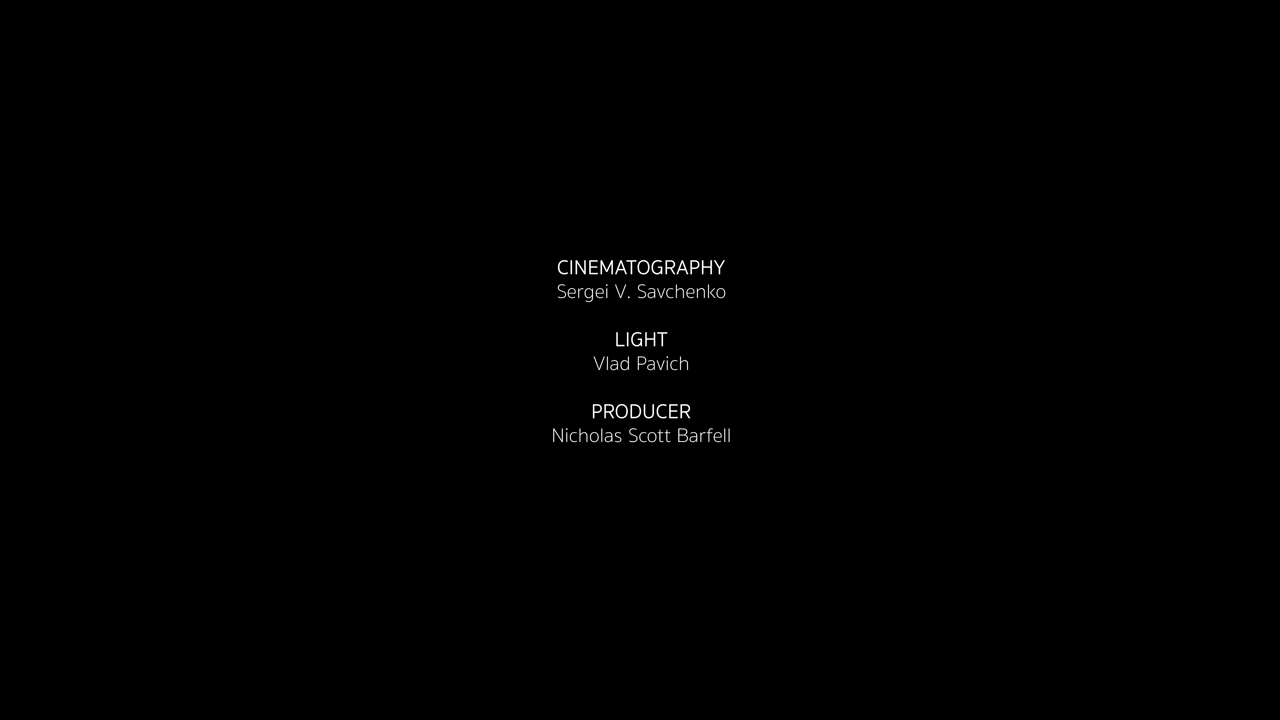 CINEMATOGRAPHY
Sergei V. Savchenko
LIGHT
Vlad Pavich
PRODUCER
Nicholas Scott Barfell